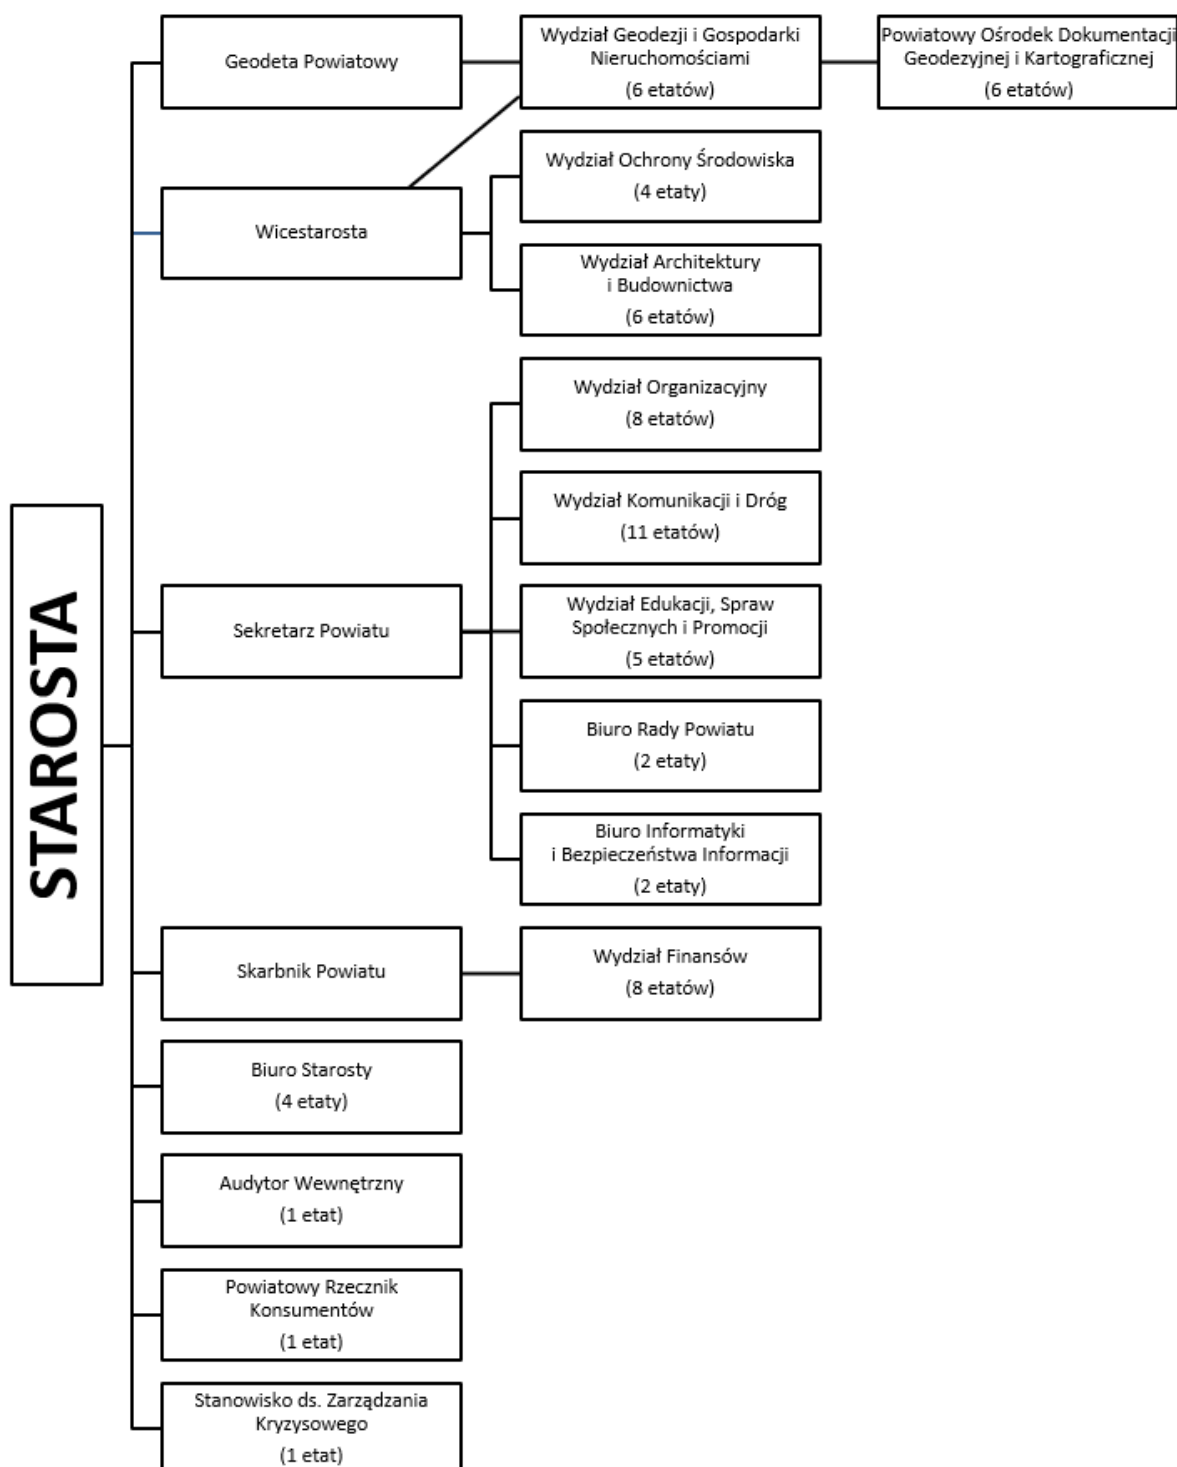 STAROSTA
Geodeta Powiatowy
Wydział Geodezji i Gospodarki
Nieruchomościami
(6 etatów)
Powiatowy Ośrodek Dokumentacji
Geodezyjnej i Kartograficznej
(6 etatów)
Wicestarosta
Wydział Ochrony Środowiska
(4 etaty)
Wydział Architektury
i Budownictwa
(6 etatów)
Sekretarz Powiatu
Wydział Organizacyjny
(8 etatów)
Wydział Komunikacji i Dróg
(11 etatów)
Wydział Edukacji, Spraw
Społecznych i Promocji
(5 etatów)
Biuro Rady Powiatu
(2 etaty)
Biuro Informatyki
i Bezpieczeństwa Informacji
(2 etaty)
Skarbnik Powiatu
Wydział Finansów
(8 etatów)
Biuro Starosty
(4 etaty)
Audytor Wewnętrzny
(1 etat)
Powiatowy Rzecznik
Konsumentów
(1 etat)
Stanowisko ds. Zarządzania
Kryzysowego
(1 etat)